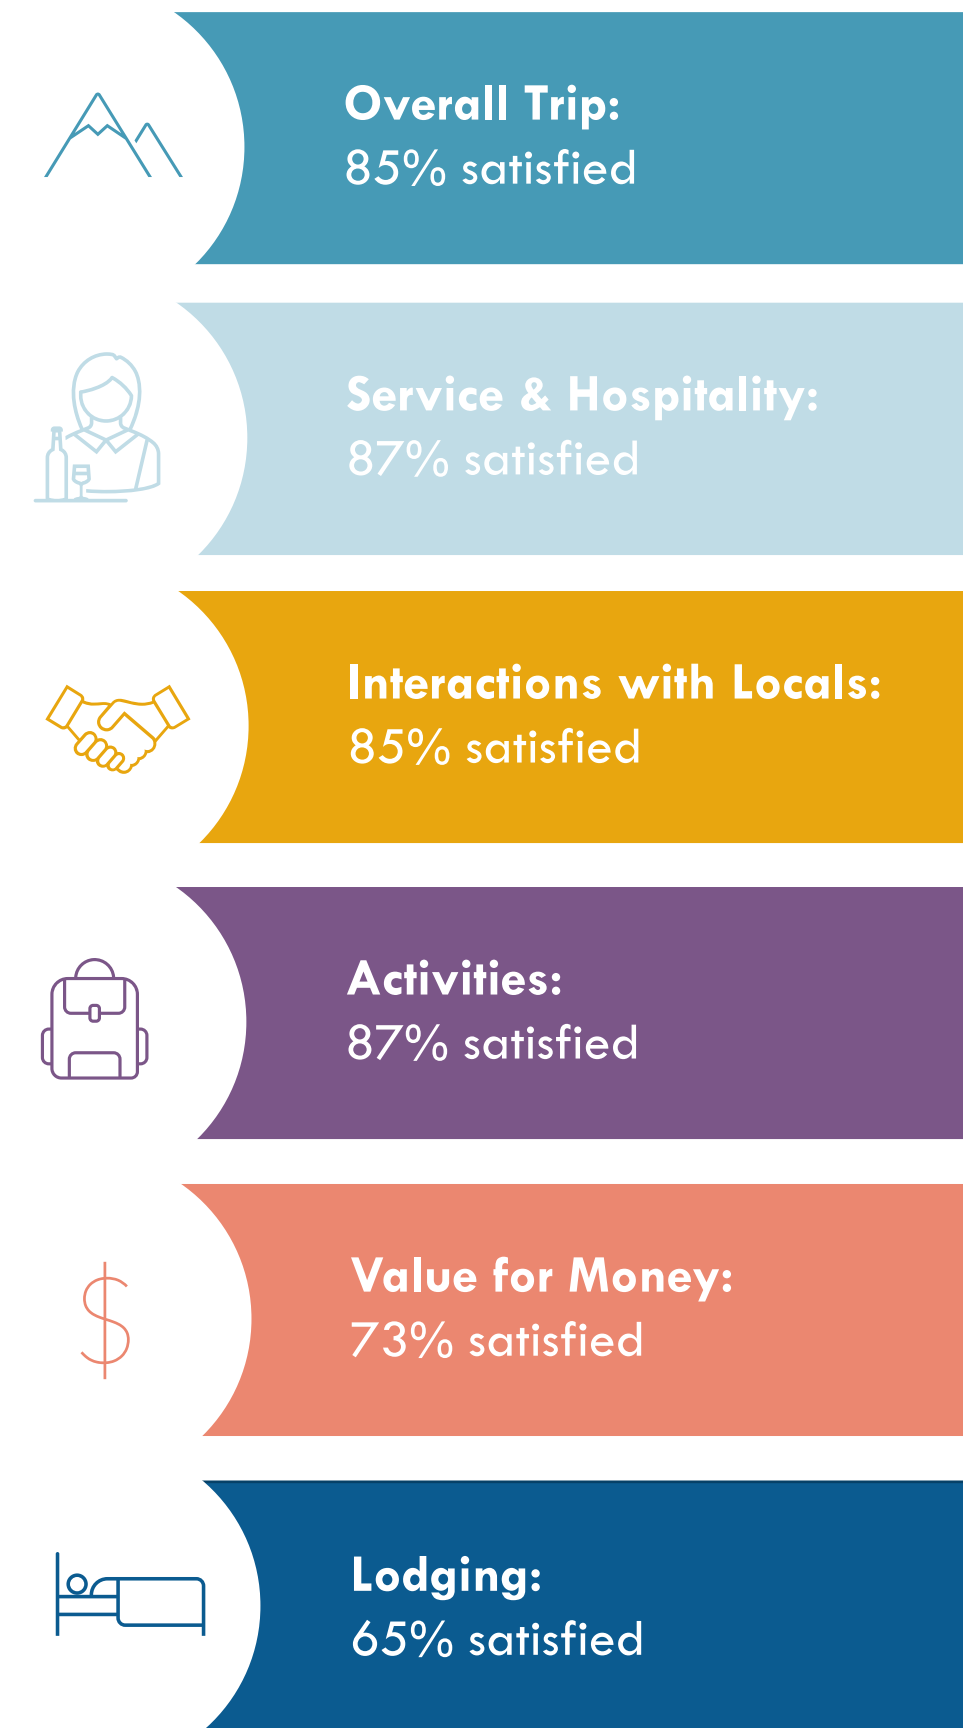 Overall Trip:
85% satisfied
Service & Hospitality:
87% satisfied
Interactions with Locals:
85% satisfied
Activities:
87% satisfied
Value for Money:
73% satisfied
Lodging:
65% satisfied